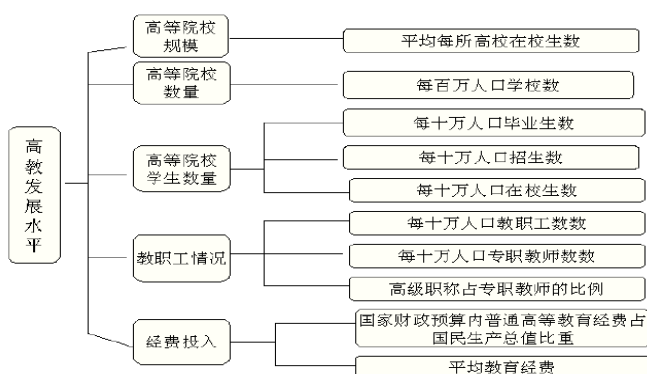 高教发展水平
高等院校
规模
平均每所高校在校生数
高等院校
数量
每百万人口学校数
高等院校
学生数量
每十万人口毕业生数
每十万人口招生数
每十万人口在校生数
教职工情况
每十万人口教职工数数
每十万人口专职教师数数
高级职称占专职教师的比例
经费投入
国家财政预算内普通高等教育经费占
国民生产总值比重
平均教育经费